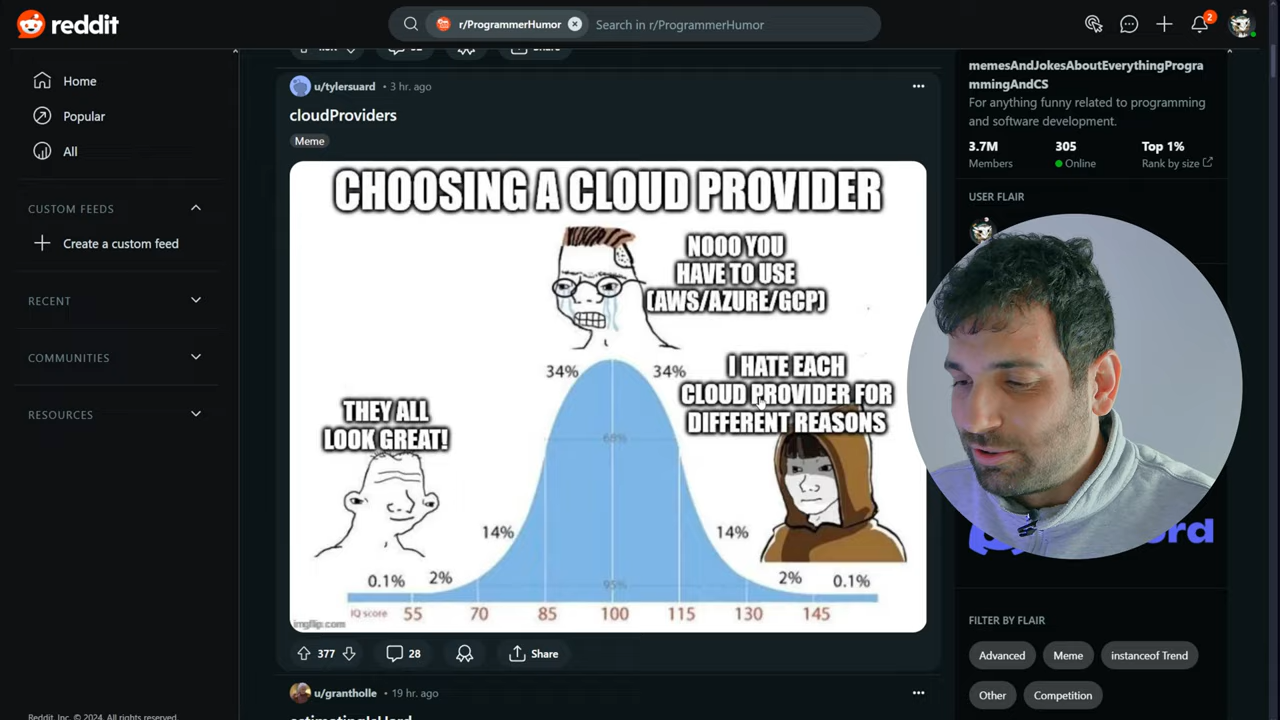 reddit
r/ProgrammerHumor
Search in r/ProgrammerHumor
2
Home
Popular
All
CUSTOM FEEDS
Create a custom feed
RECENT
COMMUNITIES
RESOURCES
Reddit, Inc. © 2024. All rights reserved.
Share
u/tylersuard • 3 hr. ago
cloudProviders
Meme
CHOOSING A CLOUD PROVIDER
NOOO YOU
HAVE TO USE
(AWS/AZURE/GCP)
I HATE EACH
CLOUD PROVIDER FOR
DIFFERENT REASONS
THEY ALL
LOOK GREAT!
34%
34%
68%
14%
14%
0.1%
2%
95%
2%
0.1%
IQ score
55
70
85
100
115
130
145
imgflip.com
377
28
Share
u/grantholle • 19 hr. ago
estimatingIsHard
memesAndJokesAboutEverythingProgra
mmingAndCS
For anything funny related to programming
and software development.
3.7M
305
Top 1%
Members
Online
Rank by size
USER FLAIR
FILTER BY FLAIR
Advanced
Meme
instanceof Trend
Other
Competition